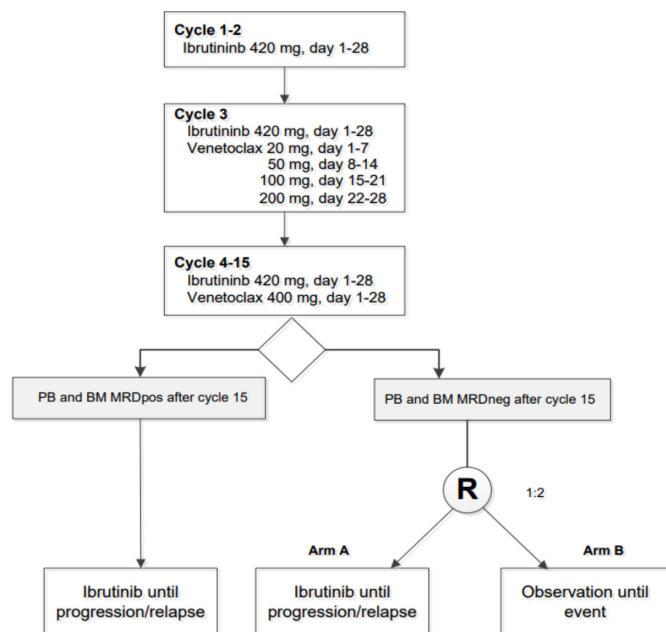 Cycle 1-2
Ibrutininb 420 mg, day 1-28
Cycle 3
Ibrutininb 420 mg, day 1-28
Venetoclax 20 mg, day 1-7
50 mg, day 8-14
100 mg, day 15-21
200 mg, day 22-28
Cycle 4-15
Ibrutininb 420 mg, day 1-28
Venetoclax 400 mg, day 1-28
PB and BM MRDpos after cycle 15
PB and BM MRDneg after cycle 15
R
1:2
Arm A
Arm B
Ibrutinib until
progression/relapse
Ibrutinib until
progression/relapse
Observation until
event